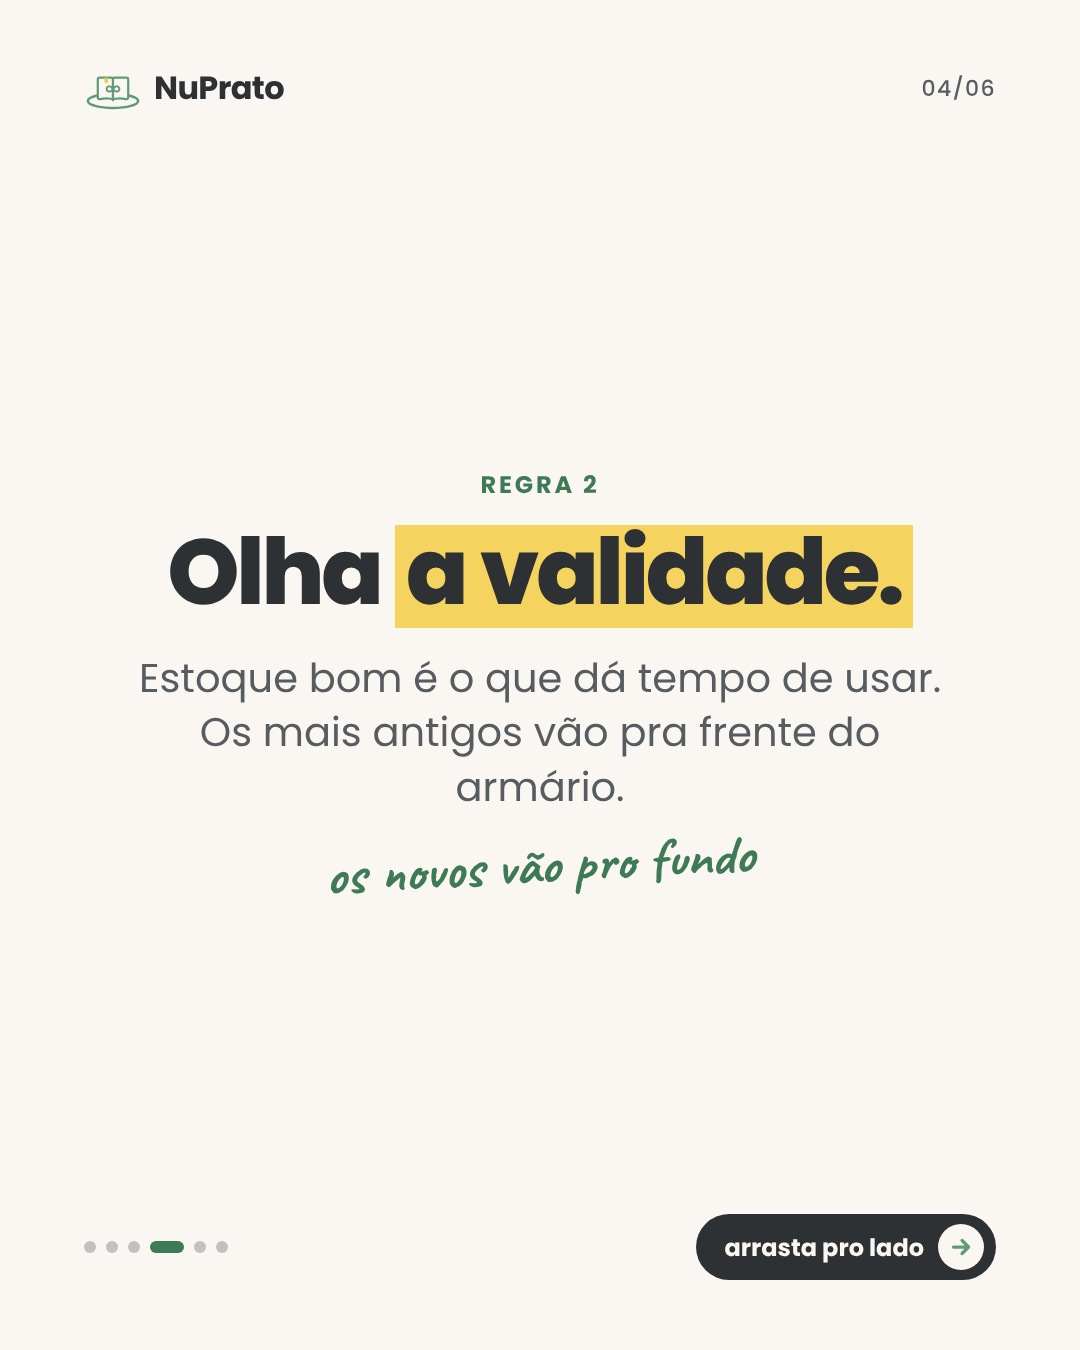 NuPrato
04/06
REGRA 2
Olha a validade.
Estoque bom é o que dá tempo de usar.
Os mais antigos vão pra frente do
armário.
os novos vão pro fundo
arrasta pro lado